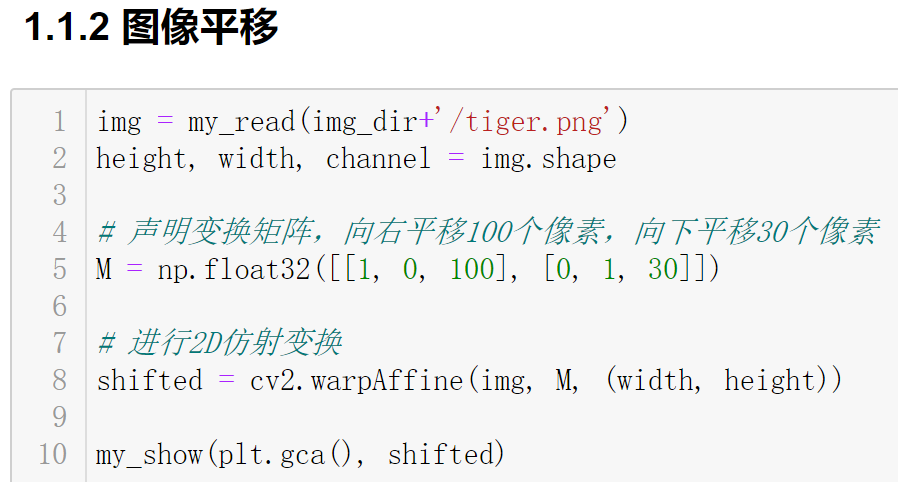 1.1.2 图像平移
1 img = my_read(img_dir+'/tiger.png')
2 height, width, channel = img.shape
3
4 # 声明变换矩阵，向右平移100个像素，向下平移30个像素
5 M = np.float32([[1, 0, 100], [0, 1, 30]])
6
7 # 进行2D仿射变换
8 shifted = cv2.warpAffine(img, M, (width, height))
9
10 my_show(plt.gca(), shifted)